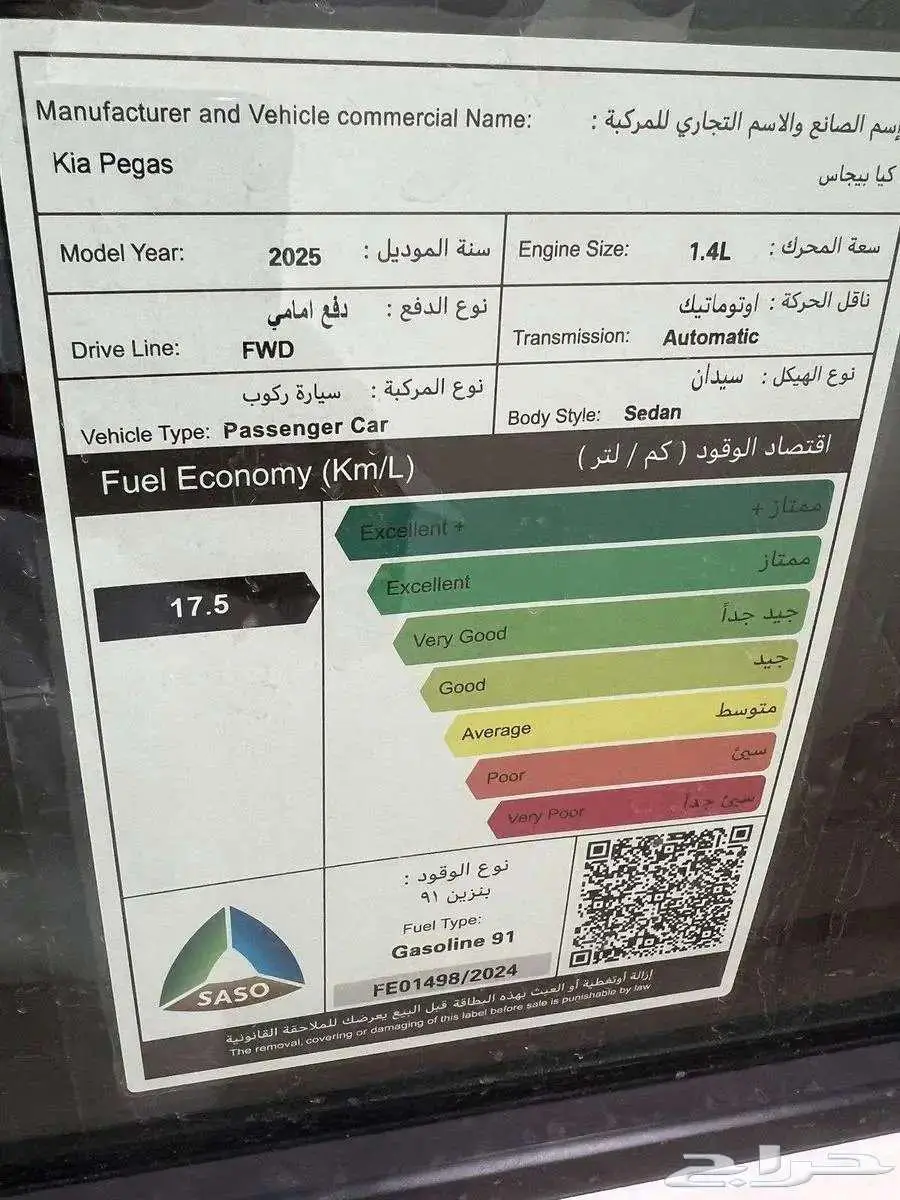 Manufacturer and Vehicle commercial Name:
إسم الصانع والاسم التجاري للمركبة :
Kia Pegas
كيا بيجاس
Model Year: 2025 سنة الموديل :
Engine Size: 1.4L سعة المحرك :
نوع الدفع : دفع امامي
Drive Line: FWD
ناقل الحركة : اوتوماتيك
Transmission: Automatic
نوع المركبة : سيارة ركوب
Vehicle Type: Passenger Car
نوع الهيكل : سيدان
Body Style: Sedan
Fuel Economy (Km/L)
اقتصاد الوقود ( كم / لتر )
17.5
Excellent + ممتاز +
Excellent ممتاز
Very Good جيد جداً
Good جيد
Average متوسط
Poor سيئ
Very Poor سيئ جداً
SASO
نوع الوقود :
بنزين ٩١
Fuel Type:
Gasoline 91
FE01498/2024
إزالة أوتغطية أو العبث بهذه البطاقة قبل البيع يعرضك للملاحقة القانونية
The removal, covering or damaging of this label before sale is punishable by law
حراج